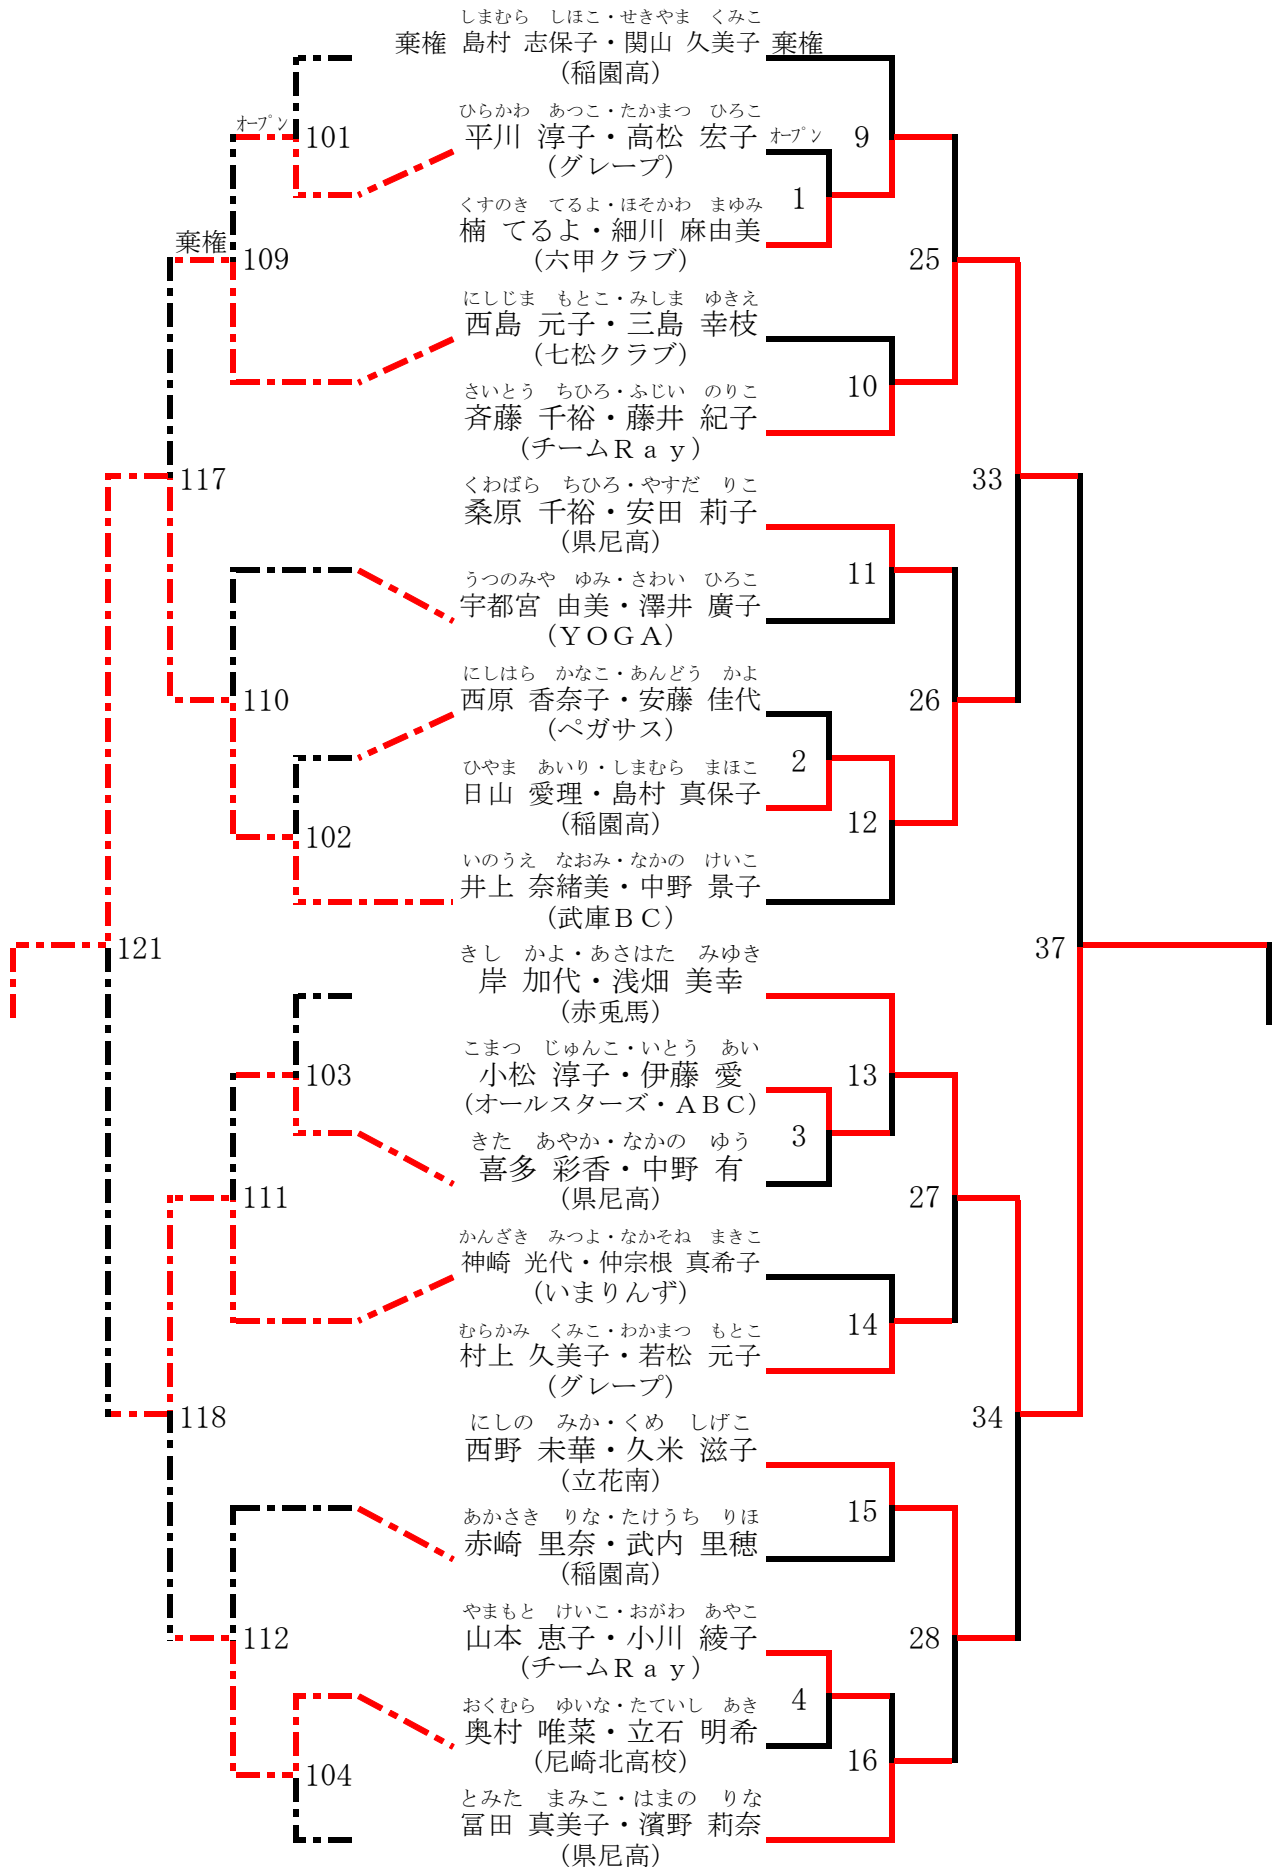 しまむら しほこ・せきやま くみこ
棄権 島村 志保子・関山 久美子 棄権
(稲園高)
ひらかわ あつこ・たかまつ ひろこ
オープン 101 平川 淳子・高松 宏子 オープン 9
(グレープ)
1
くすのき てるよ・ほそかわ まゆみ
楠 てるよ・細川 麻由美
棄権 109 (六甲クラブ) 25
にしじま もとこ・みしま ゆきえ
西島 元子・三島 幸枝
(七松クラブ)
10
さいとう ちひろ・ふじい のりこ
斉藤 千裕・藤井 紀子
(チームRay)
117 33
くわばら ちひろ・やすだ りこ
桑原 千裕・安田 莉子
(県尼高)
11
うつのみや ゆみ・さわい ひろこ
宇都宮 由美・澤井 廣子
(YOGA)
にしはら かなこ・あんどう かよ
110 西原 香奈子・安藤 佳代 26
(ペガサス)
2
ひやま あいり・しまむら まほこ
日山 愛理・島村 真保子
(稲園高)
102 12
いのうえ なおみ・なかの けいこ
井上 奈緒美・中野 景子
(武庫BC)
121 37
きし かよ・あさはた みゆき
岸 加代・浅畑 美幸
(赤兎馬)
こまつ じゅんこ・いとう あい
103 小松 淳子・伊藤 愛 13
(オールスターズ・ABC)
3
きた あやか・なかの ゆう
喜多 彩香・中野 有
(県尼高)
111 27
かんざき みつよ・なかそね まきこ
神崎 光代・仲宗根 真希子
(いまりんず)
14
むらかみ くみこ・わかまつ もとこ
村上 久美子・若松 元子
(グレープ)
118 34
にしの みか・くめ しげこ
西野 未華・久米 滋子
(立花南)
15
あかさき りな・たけうち りほ
赤崎 里奈・武内 里穂
(稲園高)
やまもと けいこ・おがわ あやこ
112 山本 恵子・小川 綾子 28
(チームRay)
4
おくむら ゆいな・たていし あき
奥村 唯菜・立石 明希
(尼崎北高校)
104 16
とみた まみこ・はまの りな
冨田 真美子・濱野 莉奈
(県尼高)